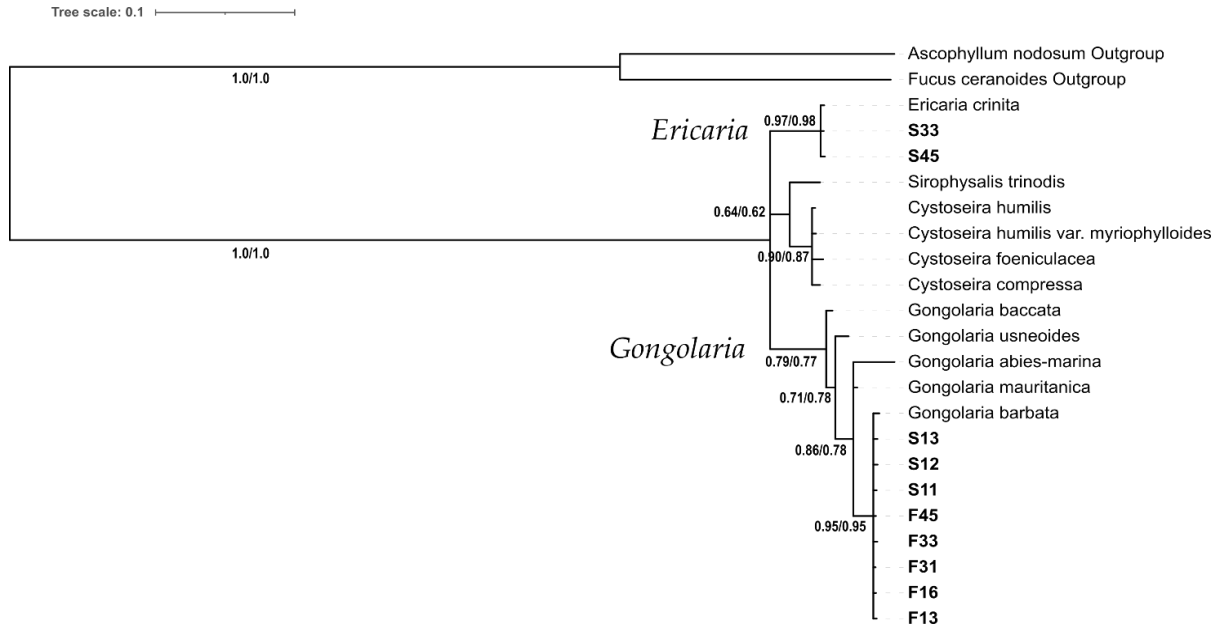 Tree scale: 0.1
Ascophyllum nodosum Outgroup
1.0/1.0
Fucus ceranoides Outgroup
Ericaria crinita
0.97/0.98
Ericaria
S33
S45
Sirophysalis trinodis
0.64/0.62
Cystoseira humilis
Cystoseira humilis var. myriophylloides
1.0/1.0
0.90/0.87
Cystoseira foeniculacea
Cystoseira compressa
Gongolaria baccata
Gongolaria usneoides
Gongolaria
0.79/0.77
Gongolaria abies-marina
Gongolaria mauritanica
0.71/0.78
Gongolaria barbata
S13
0.86/0.78
S12
S11
F45
0.95/0.95
F33
F31
F16
F13